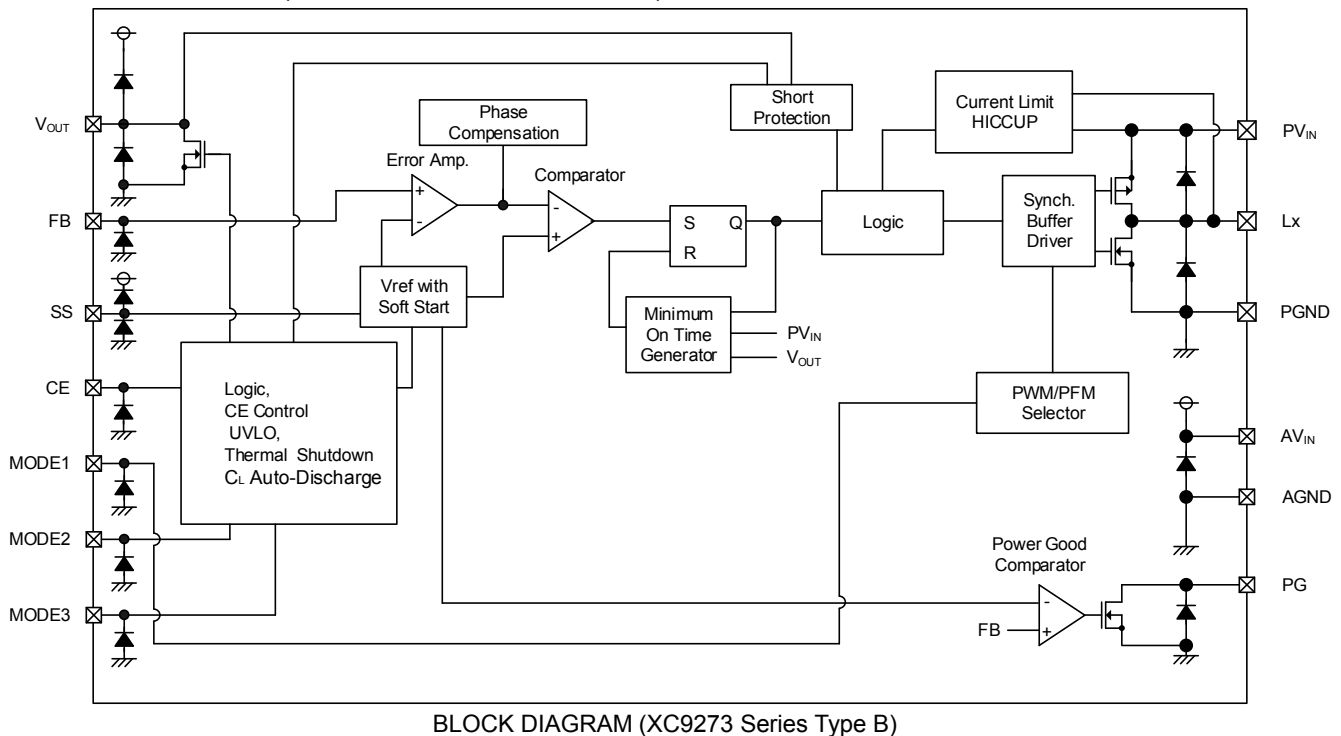 Short
Protection
Current Limit
HICCUP
Phase
Compensation
VOUT
PVIN
Error Amp.
Comparator
+
-
-
+
FB
S
Q
R
Logic
Synch.
Buffer
Driver
Lx
Vref with
Soft Start
SS
Minimum
On Time
Generator
PVIN
VOUT
PGND
CE
Logic,
CE Control
UVLO,
Thermal Shutdown
CL Auto-Discharge
PWM/PFM
Selector
AVIN
MODE1
AGND
MODE2
Power Good
Comparator
PG
MODE3
-
FB
+
BLOCK DIAGRAM (XC9273 Series Type B)